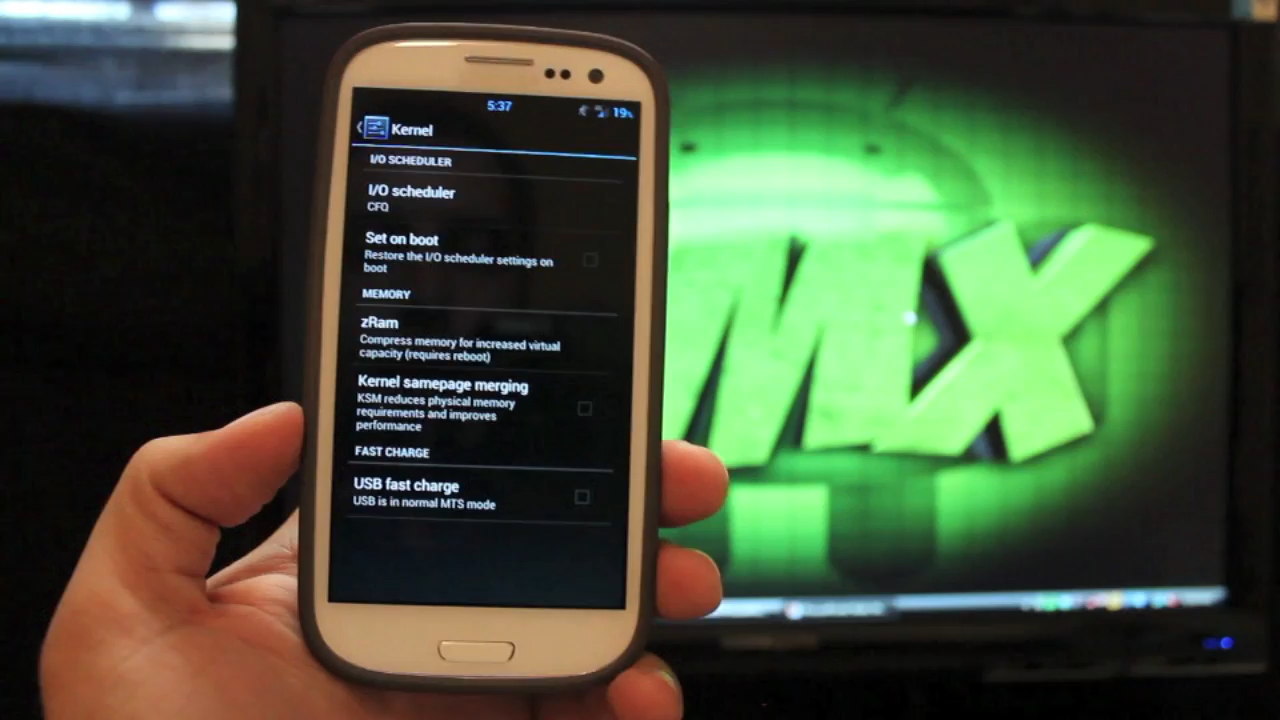 5:37
19%
Kernel
I/O SCHEDULER
I/O scheduler
CFQ
Set on boot
Restore the I/O scheduler settings on
boot
MEMORY
zRam
Compress memory for increased virtual
capacity (requires reboot)
Kernel samepage merging
KSM reduces physical memory
requirements and improves
performance
FAST CHARGE
USB fast charge
USB is in normal MTS mode
MX